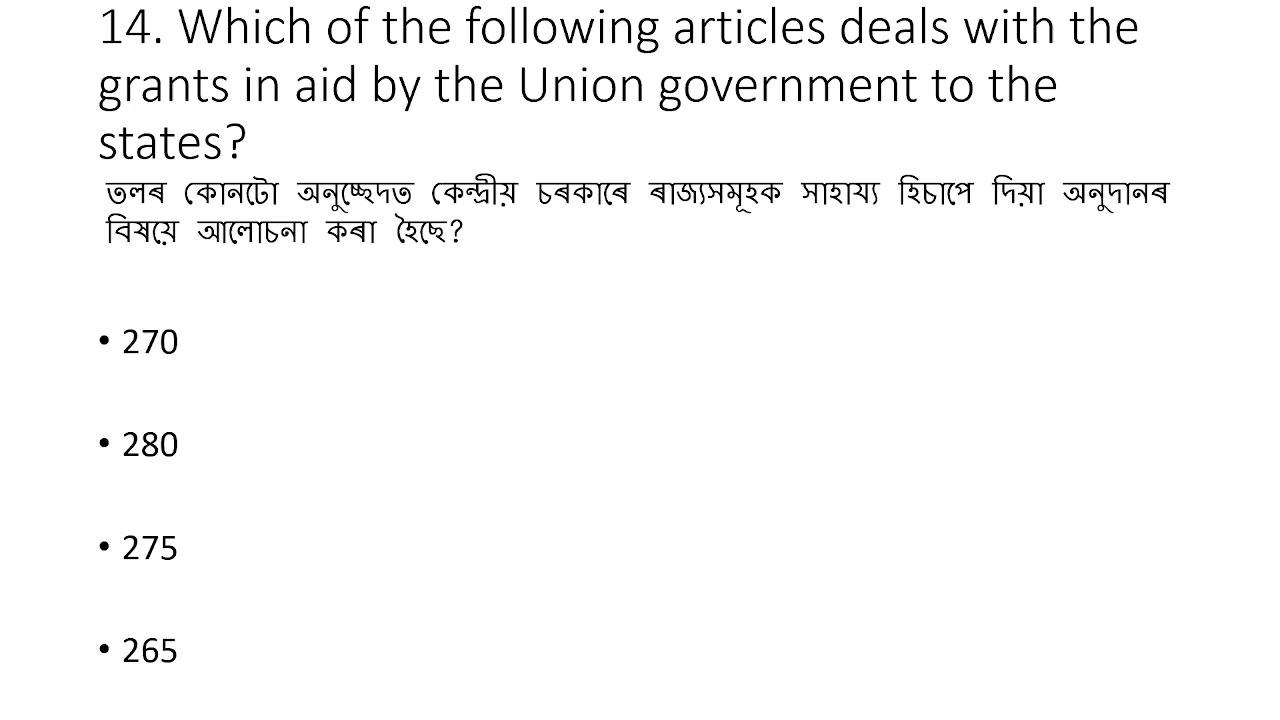 14. Which of the following articles deals with the
grants in aid by the Union government to the
states?
তলৰ কোনটো অনুচ্ছেদত কেন্দ্ৰীয় চৰকাৰে ৰাজ্যসমূহক সাহায্য হিচাপে দিয়া অনুদানৰ
বিষয়ে আলোচনা কৰা হৈছে?
• 270
• 280
• 275
• 265